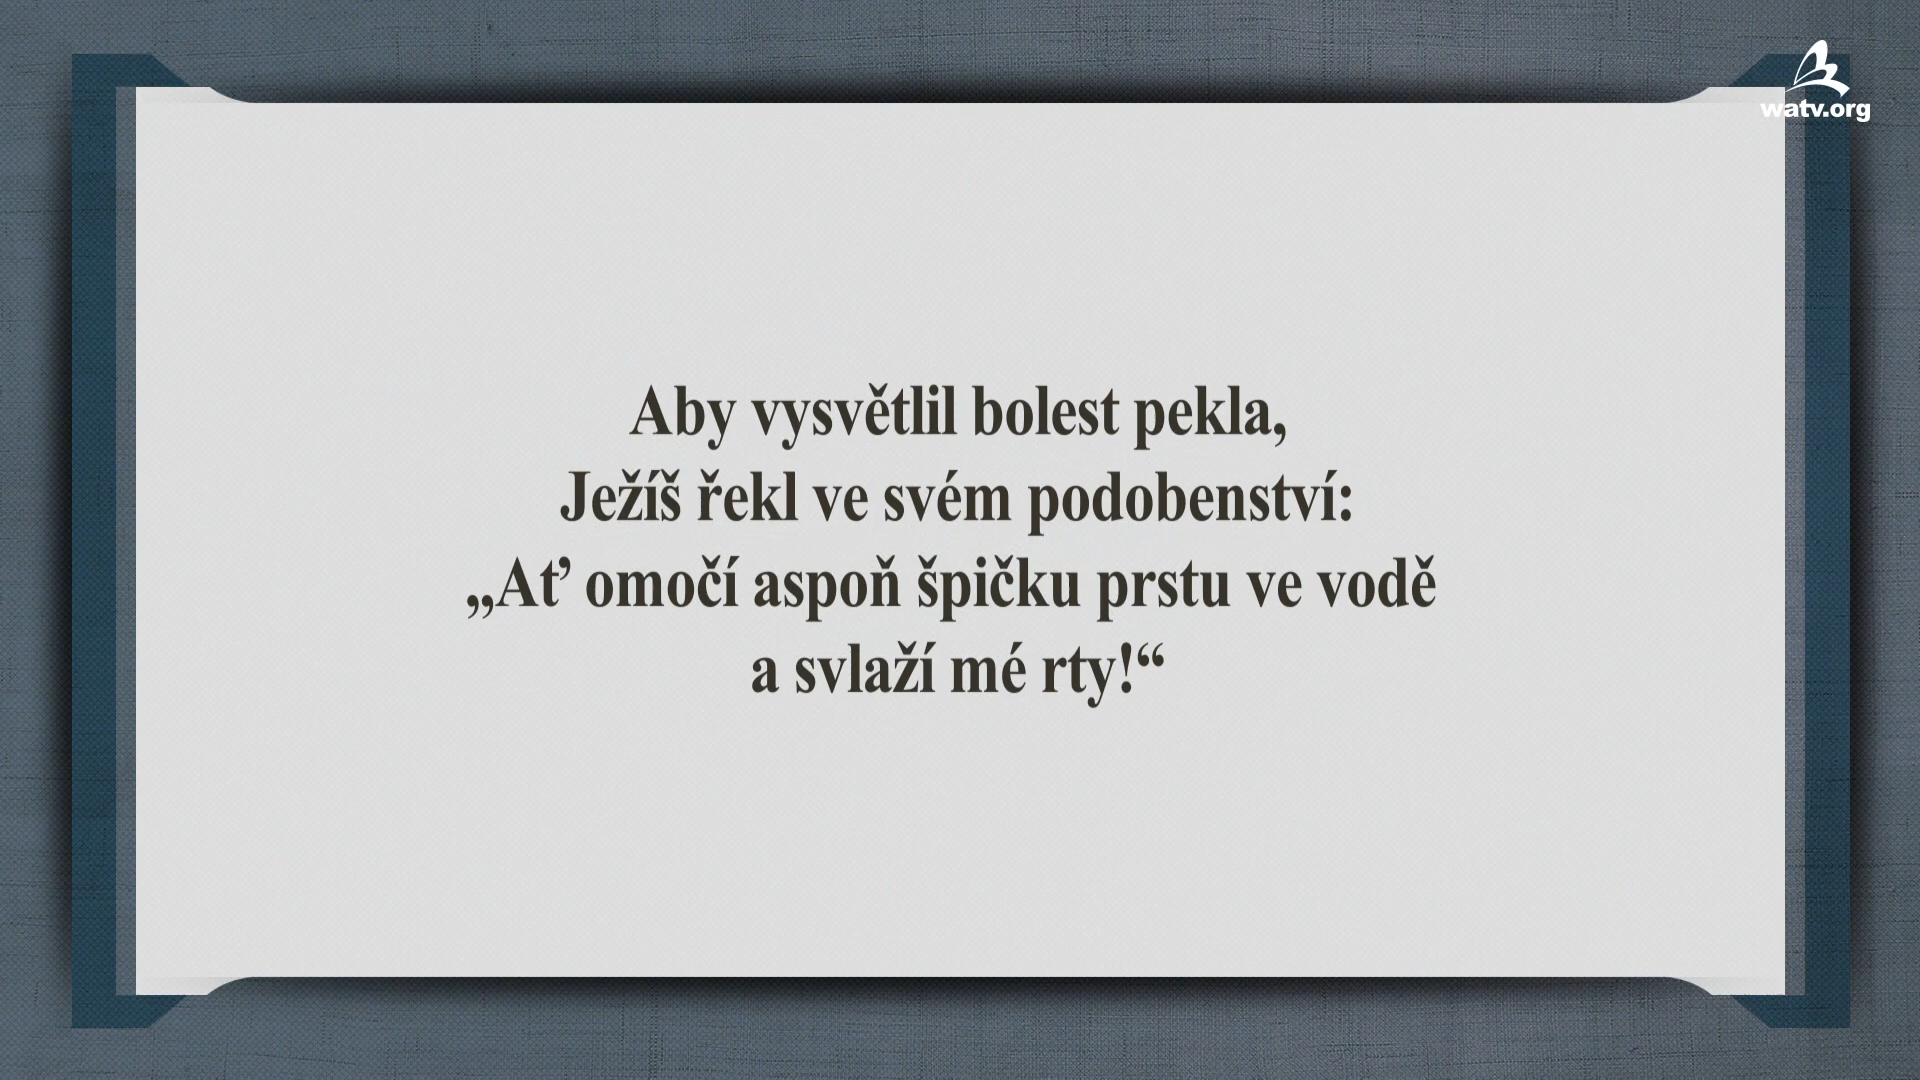 watv.org
Aby vysvětlil bolest pekla,
Ježíš řekl ve svém podobenství:
„Ať omočí aspoň špičku prstu ve vodě
a svlaží mé rty!“